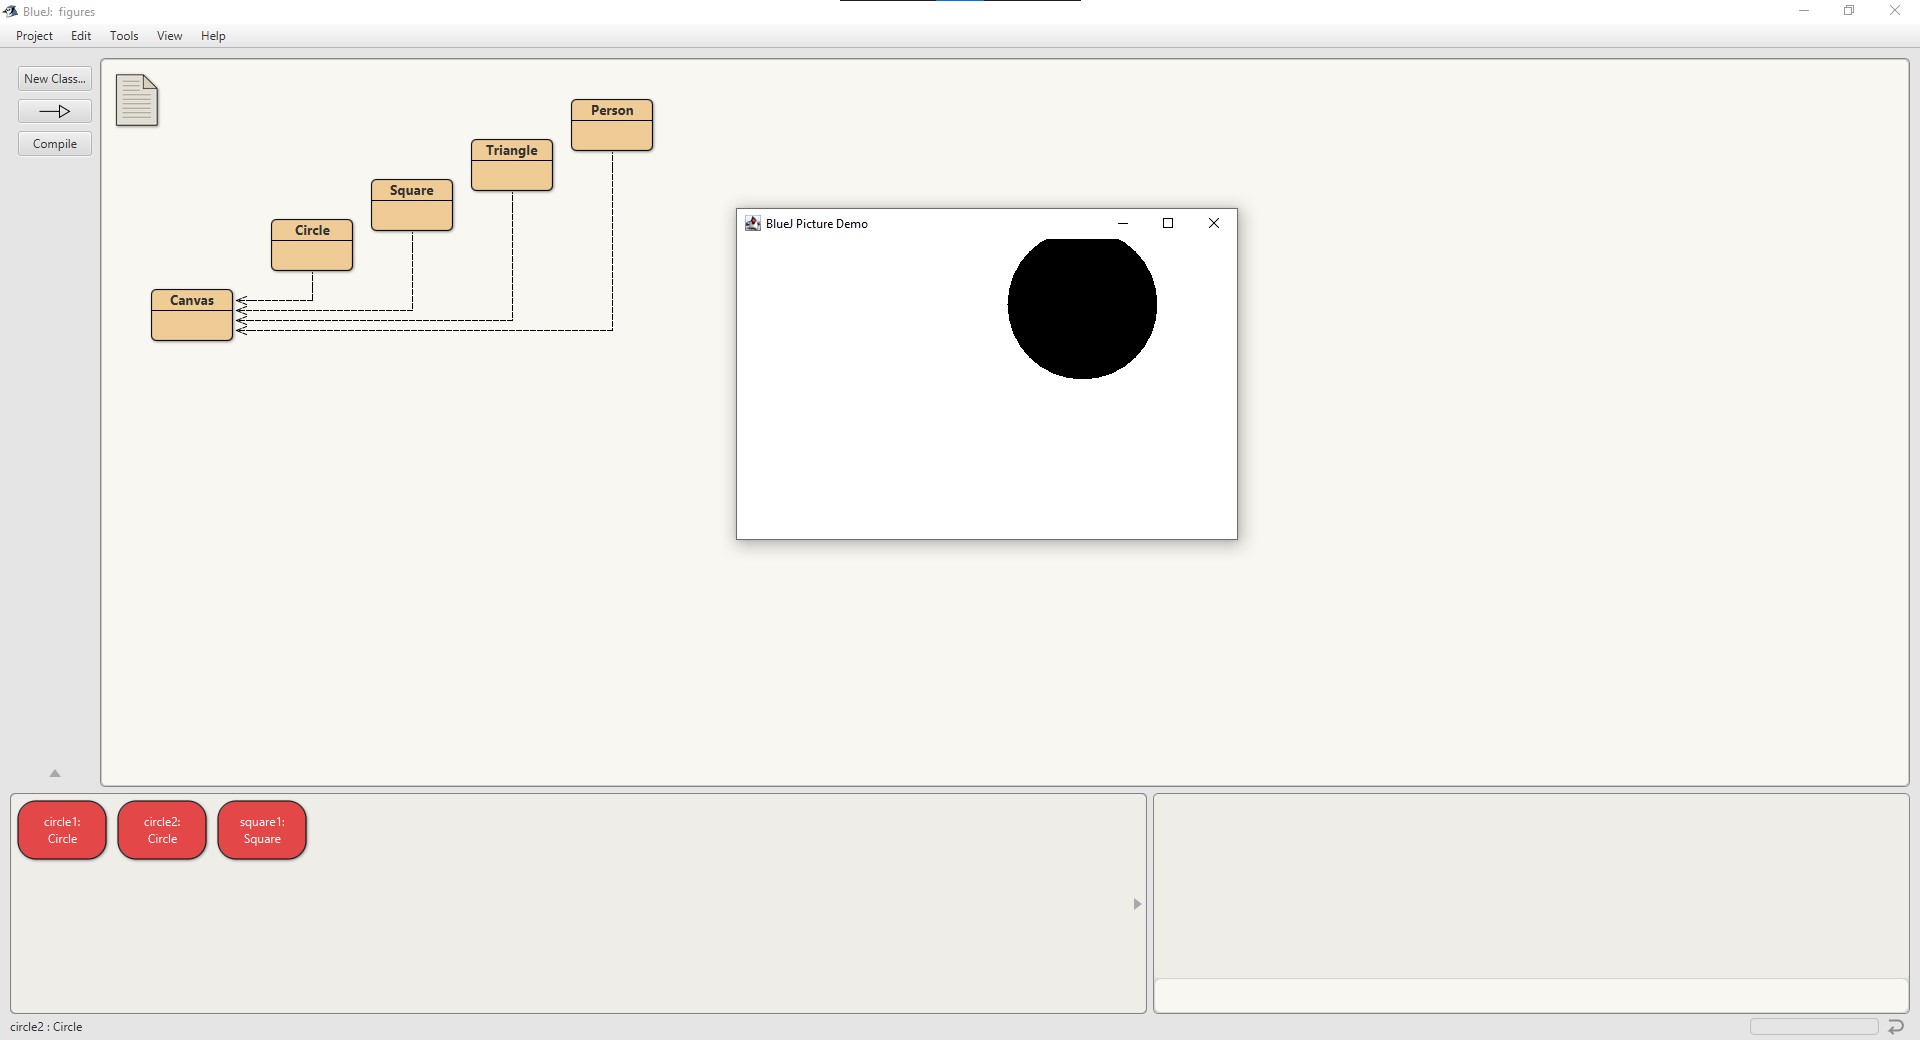 BlueJ: figures
Project Edit Tools View Help
New Class...
Compile
Person
Triangle
Square
Circle
Canvas
BlueJ Picture Demo
circle1:
Circle
circle2:
Circle
square1:
Square
circle2 : Circle